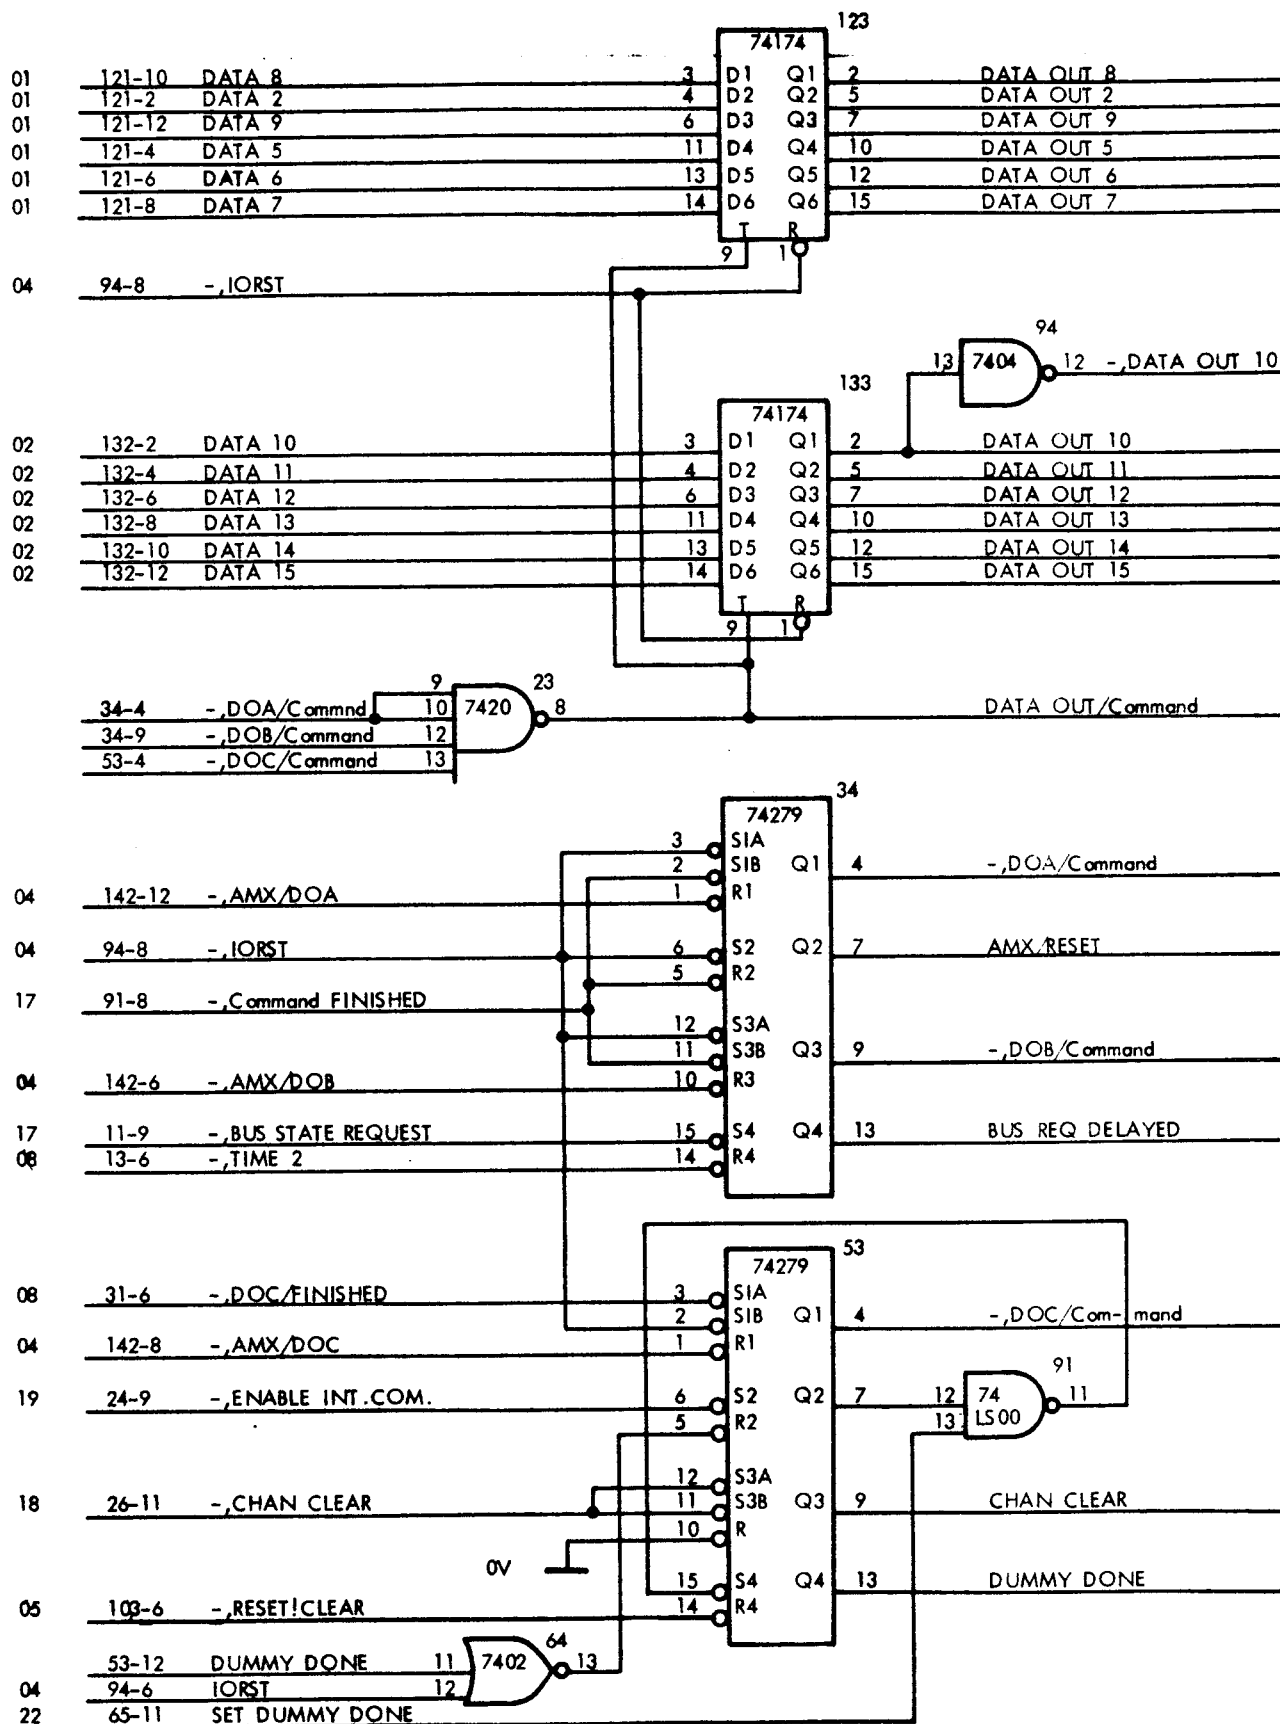 123
74174
01 121-10 DATA 8 3 D1 Q1 2 DATA OUT 8
01 121-2 DATA 2 4 D2 Q2 5 DATA OUT 2
01 121-12 DATA 9 6 D3 Q3 7 DATA OUT 9
01 121-4 DATA 5 11 D4 Q4 10 DATA OUT 5
01 121-6 DATA 6 13 D5 Q5 12 DATA OUT 6
01 121-8 DATA 7 14 D6 Q6 15 DATA OUT 7
T R
9 1
04 94-8 -,IORST
94
13 7404 12 -,DATA OUT 10
133
74174
02 132-2 DATA 10 3 D1 Q1 2 DATA OUT 10
02 132-4 DATA 11 4 D2 Q2 5 DATA OUT 11
02 132-6 DATA 12 6 D3 Q3 7 DATA OUT 12
02 132-8 DATA 13 11 D4 Q4 10 DATA OUT 13
02 132-10 DATA 14 13 D5 Q5 12 DATA OUT 14
02 132-12 DATA 15 14 D6 Q6 15 DATA OUT 15
T R
9 1
9 23
34-4 -,DOA/Commnd 10 7420 8 DATA OUT/Command
34-9 -,DOB/Command 12
53-4 -,DOC/Command 13
34
74279
3 S1A
2 S1B Q1 4 -,DOA/Command
04 142-12 -,AMX/DOA 1 R1
04 94-8 -,IORST 6 S2 Q2 7 AMX/RESET
5 R2
17 91-8 -,Command FINISHED
12 S3A
11 S3B Q3 9 -,DOB/Command
04 142-6 -,AMX/DOB 10 R3
17 11-9 -,BUS STATE REQUEST 15 S4 Q4 13 BUS REQ DELAYED
08 13-6 -,TIME 2 14 R4
53
74279
08 31-6 -,DOC/FINISHED 3 S1A
2 S1B Q1 4 -,DOC/Com- mand
04 142-8 -,AMX/DOC 1 R1
91
19 24-9 -,ENABLE INT.COM. 6 S2 Q2 7 12 74 11
5 R2 13 LS00
12 S3A
18 26-11 -,CHAN CLEAR 11 S3B Q3 9 CHAN CLEAR
10 R
0V
15 S4 Q4 13 DUMMY DONE
05 103-6 -,RESET!CLEAR 14 R4
64
53-12 DUMMY DONE 11 7402 13
04 94-6 IORST 12
22 65-11 SET DUMMY DONE